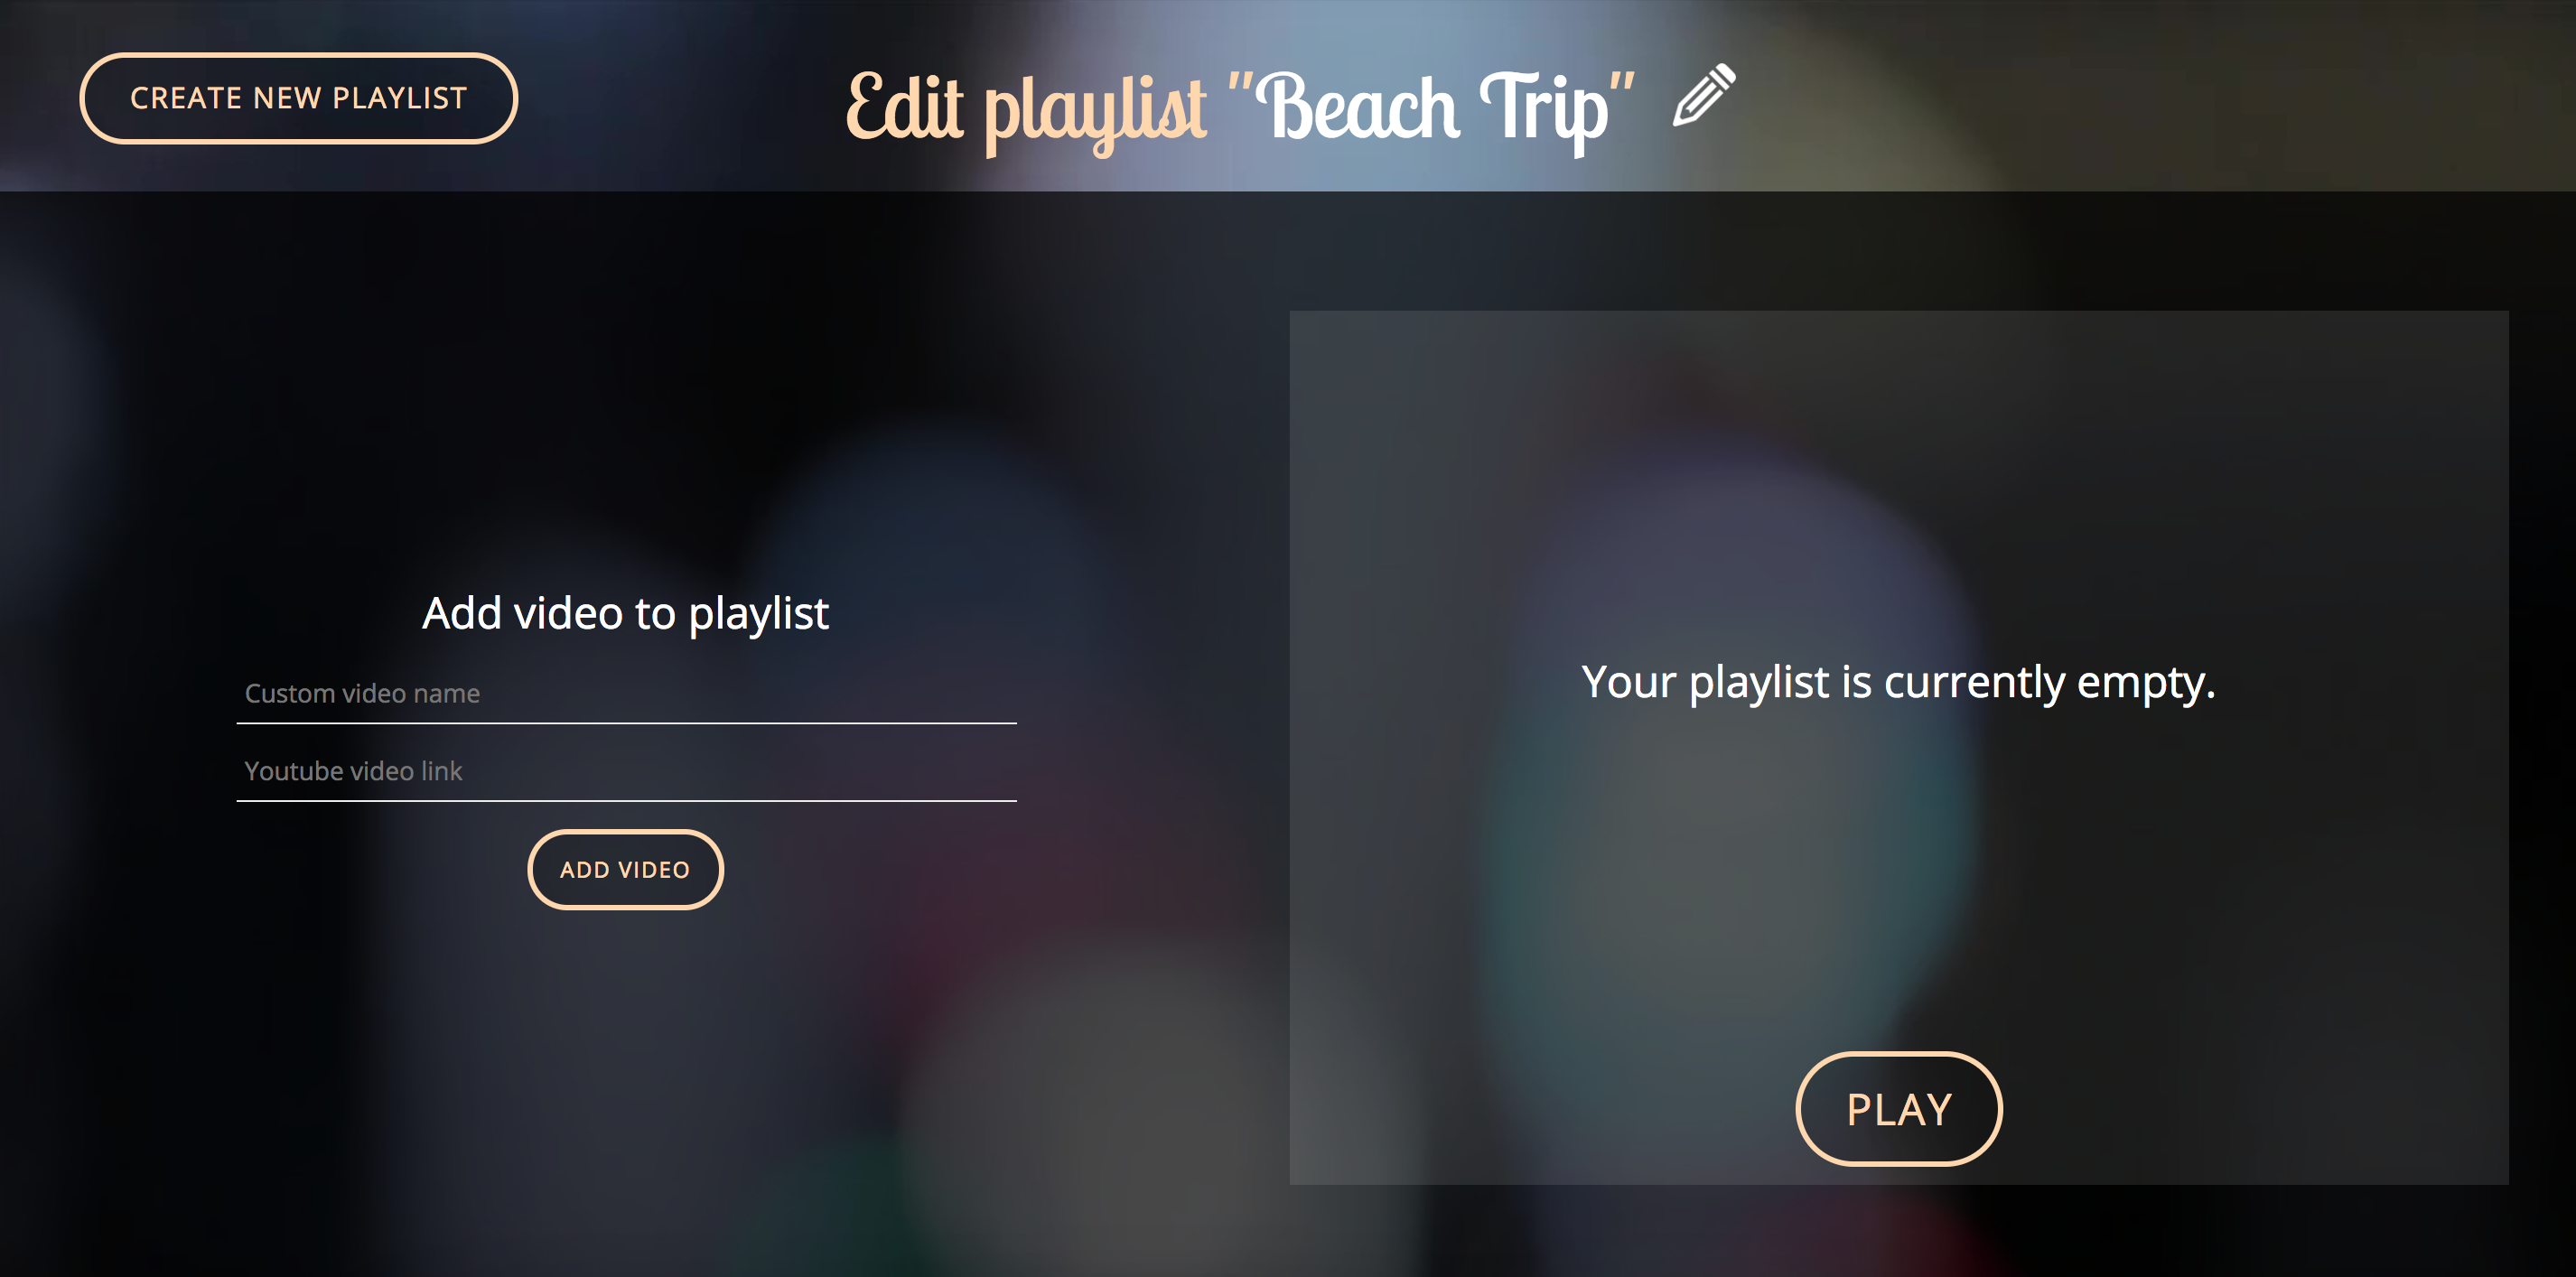 CREATE NEW PLAYLIST
Edit playlist "Beach Trip"
Add video to playlist
Custom video name
Youtube video link
ADD VIDEO
Your playlist is currently empty.
PLAY